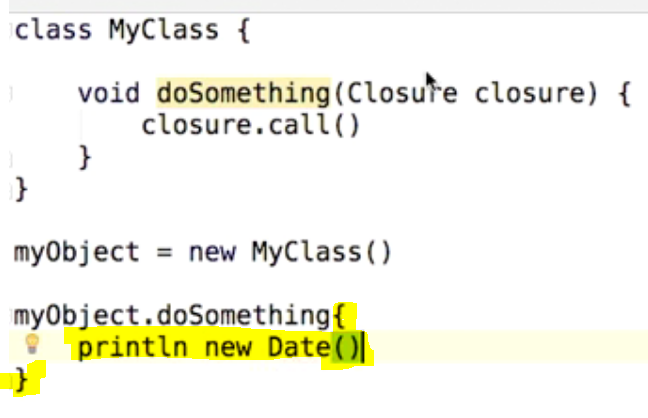 class MyClass {
void doSomething(Closure closure) {
closure.call()
}
}
myObject = new MyClass()
myObject.doSomething{
println new Date()
}